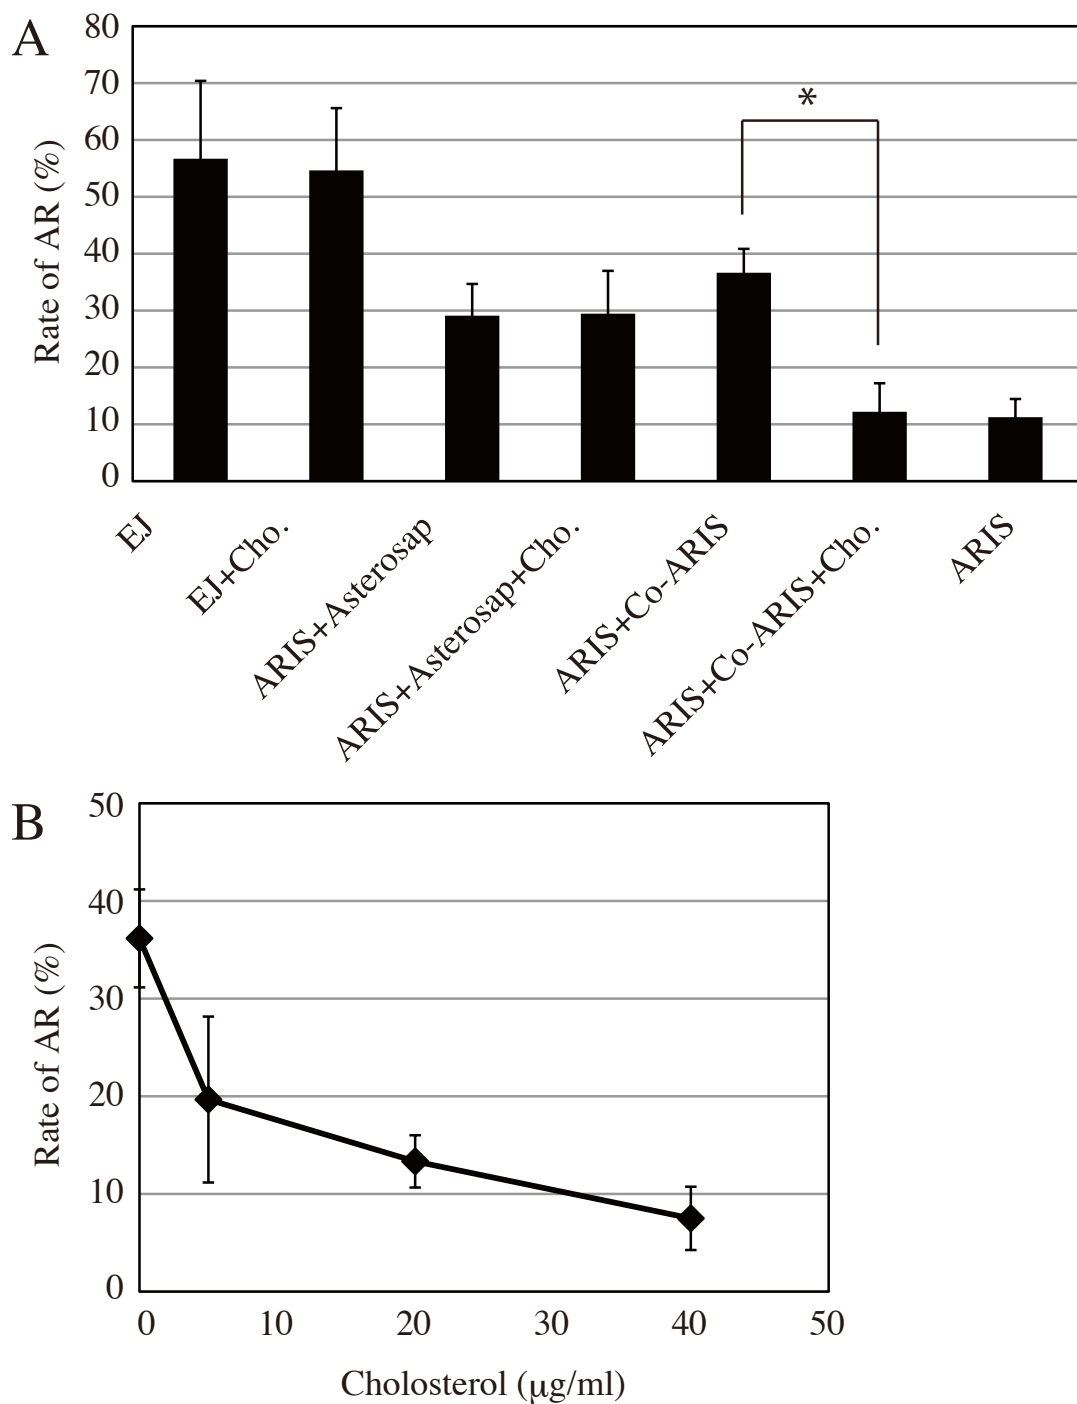 A
80
70
60
50
40
30
20
10
0
Rate of AR (%)
*
EJ
EJ+Cho.
ARIS+Asterosap
ARIS+Asterosap+Cho.
ARIS+Co-ARIS
ARIS+Co-ARIS+Cho.
ARIS
B
50
40
30
20
10
0
Rate of AR (%)
0 10 20 30 40 50
Cholosterol (μg/ml)